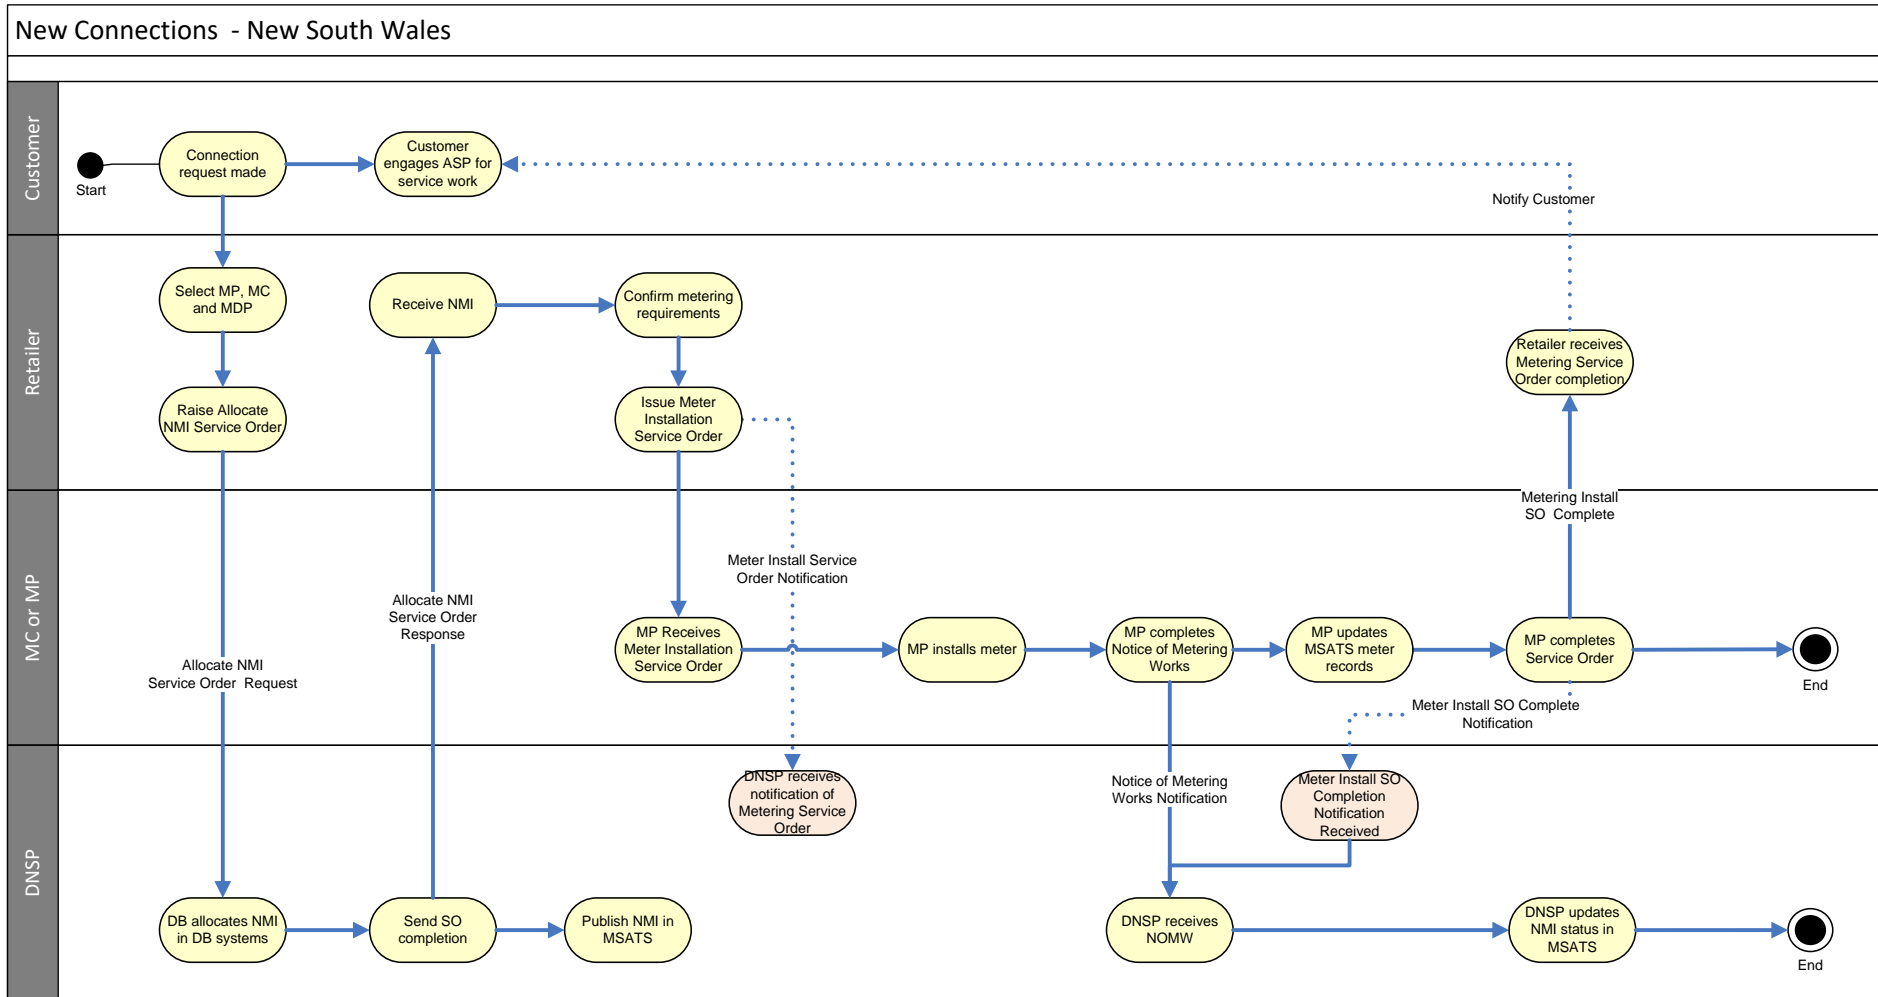 New Connections  - New South Wales
Customer
Start
Connection
request made
Customer
engages ASP for
service work
Notify Customer
Retailer
Select MP, MC
and MDP
Receive NMI
Confirm metering
requirements
Retailer receives
Metering Service
Order completion
Raise Allocate
NMI Service Order
Issue Meter
Installation
Service Order
Metering Install
SO  Complete
MC or MP
Meter Install Service
Order Notification
Allocate NMI
Service Order
Response
Allocate NMI
Service Order  Request
MP Receives
Meter Installation
Service Order
MP installs meter
MP completes
Notice of Metering
Works
MP updates
MSATS meter
records
MP completes
Service Order
End
Meter Install SO Complete
Notification
DNSP
DNSP receives
notification of
Metering Service
Order
Notice of Metering
Works Notification
Meter Install SO
Completion
Notification
Received
DB allocates NMI
in DB systems
Send SO
completion
Publish NMI in
MSATS
DNSP receives
NOMW
DNSP updates
NMI status in
MSATS
End